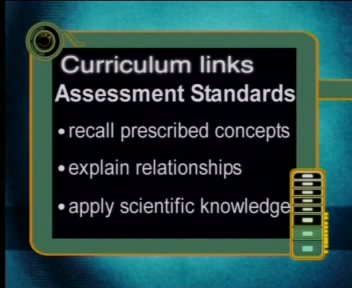 Curriculum links
Assessment Standards
• recall prescribed concepts
• explain relationships
• apply scientific knowledge